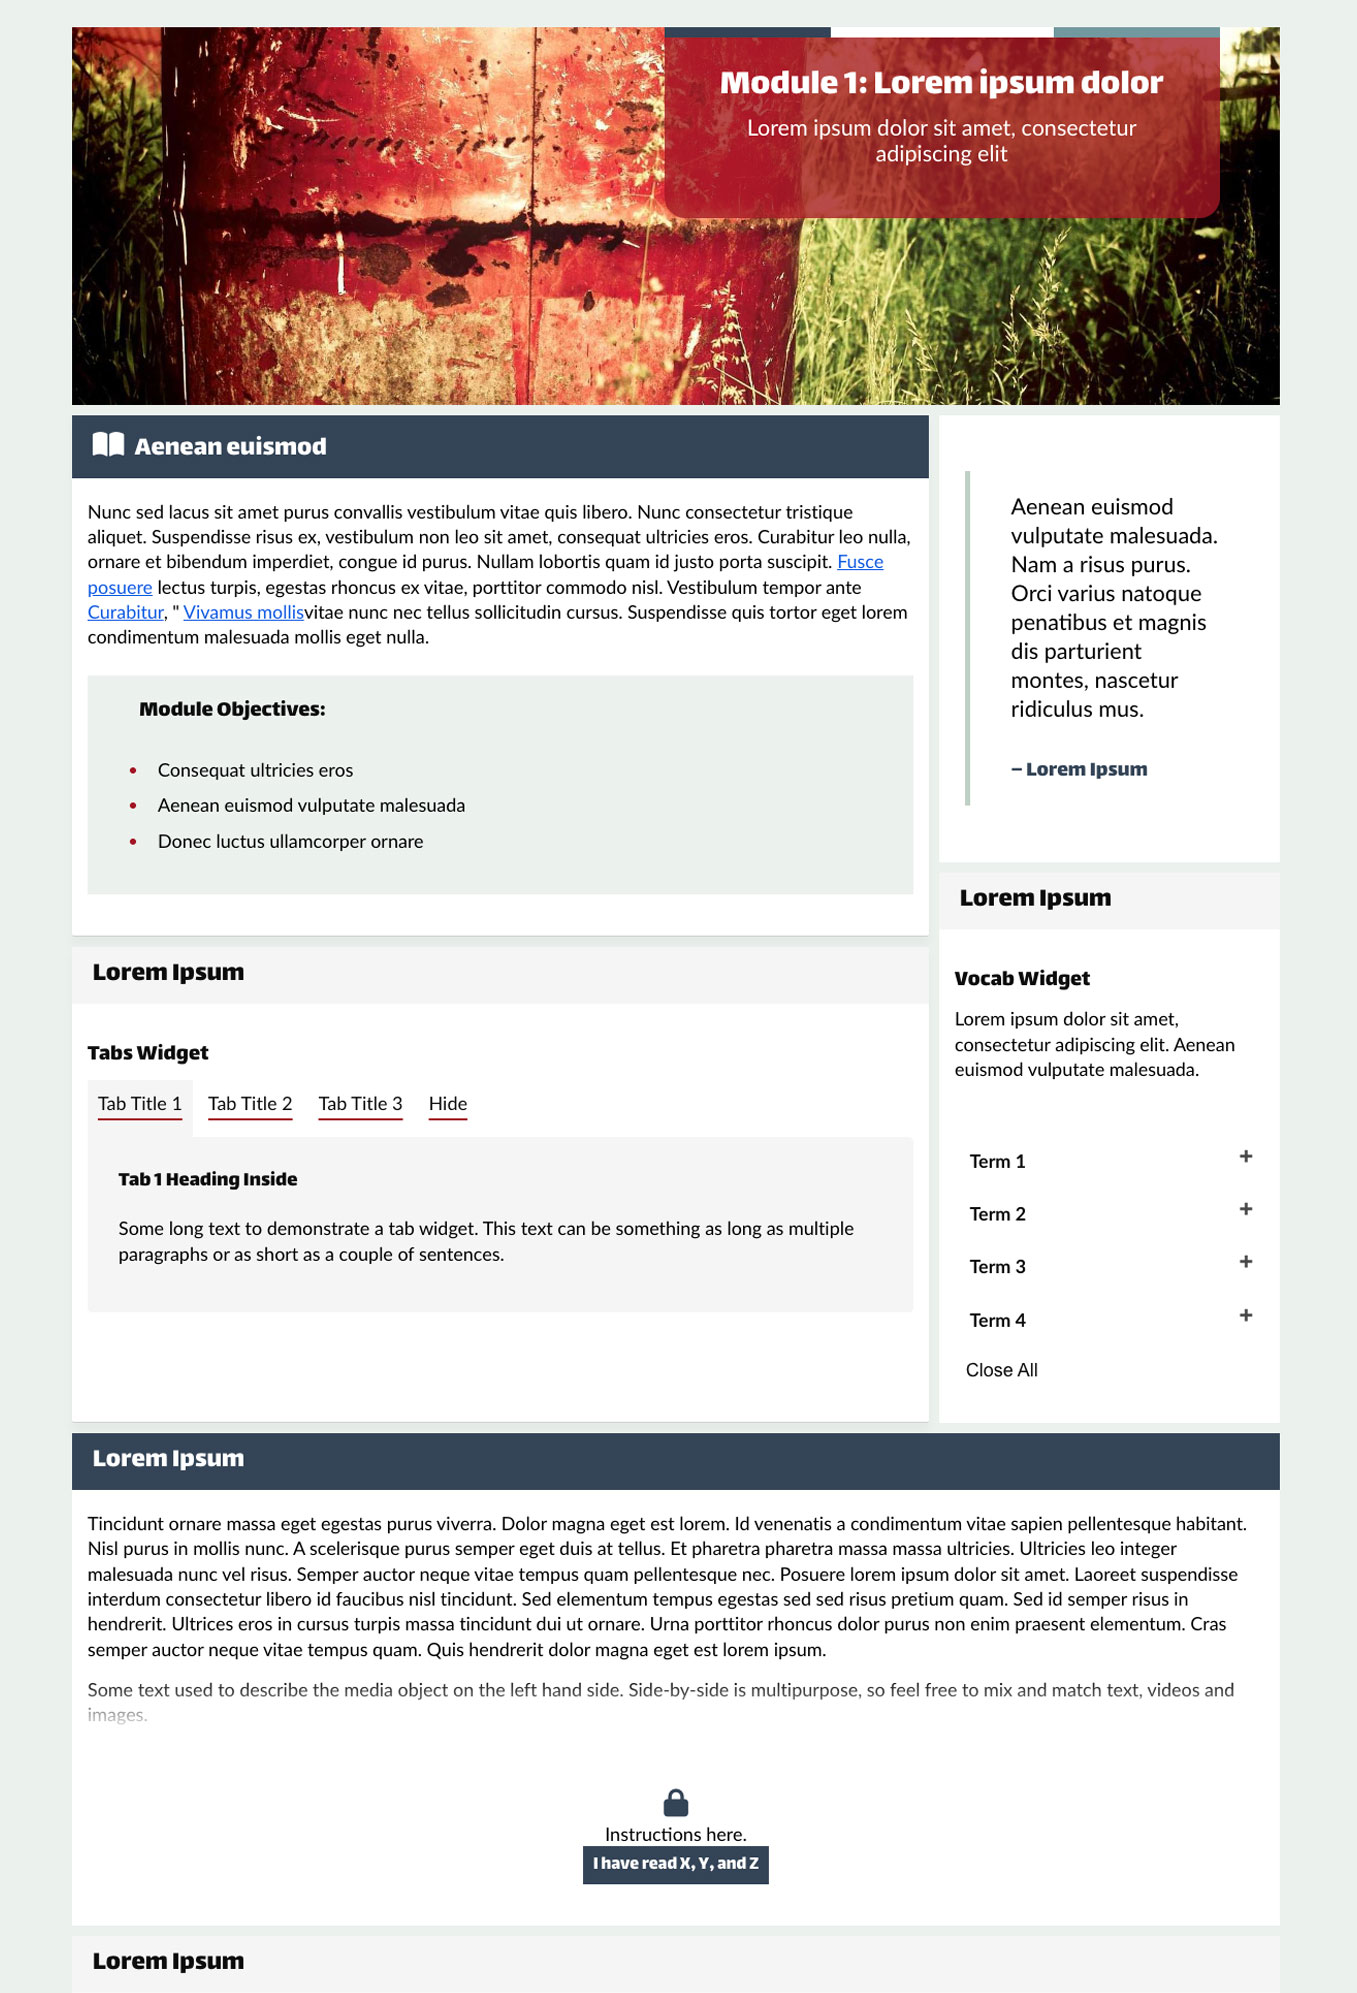 Module 1: Lorem ipsum dolor
Lorem ipsum dolor sit amet, consectetur
adipiscing elit
Aenean euismod
Nunc sed lacus sit amet purus convallis vestibulum vitae quis libero. Nunc consectetur tristique
aliquet. Suspendisse risus ex, vestibulum non leo sit amet, consequat ultricies eros. Curabitur leo nulla,
ornare et bibendum imperdiet, congue id purus. Nullam lobortis quam id justo porta suscipit. Fusce
posuere lectus turpis, egestas rhoncus ex vitae, porttitor commodo nisl. Vestibulum tempor ante
Curabitur, " Vivamus mollisvitae nunc nec tellus sollicitudin cursus. Suspendisse quis tortor eget lorem
condimentum malesuada mollis eget nulla.
Module Objectives:
• Consequat ultricies eros
• Aenean euismod vulputate malesuada
• Donec luctus ullamcorper ornare
Aenean euismod
vulputate malesuada.
Nam a risus purus.
Orci varius natoque
penatibus et magnis
dis parturient
montes, nascetur
ridiculus mus.
– Lorem Ipsum
Lorem Ipsum
Tabs Widget
Tab Title 1 Tab Title 2 Tab Title 3 Hide
Tab 1 Heading Inside
Some long text to demonstrate a tab widget. This text can be something as long as multiple
paragraphs or as short as a couple of sentences.
Lorem Ipsum
Vocab Widget
Lorem ipsum dolor sit amet,
consectetur adipiscing elit. Aenean
euismod vulputate malesuada.
Term 1 +
Term 2 +
Term 3 +
Term 4 +
Close All
Lorem Ipsum
Tincidunt ornare massa eget egestas purus viverra. Dolor magna eget est lorem. Id venenatis a condimentum vitae sapien pellentesque habitant.
Nisl purus in mollis nunc. A scelerisque purus semper eget duis at tellus. Et pharetra pharetra massa massa ultricies. Ultricies leo integer
malesuada nunc vel risus. Semper auctor neque vitae tempus quam pellentesque nec. Posuere lorem ipsum dolor sit amet. Laoreet suspendisse
interdum consectetur libero id faucibus nisl tincidunt. Sed elementum tempus egestas sed sed risus pretium quam. Sed id semper risus in
hendrerit. Ultrices eros in cursus turpis massa tincidunt dui ut ornare. Urna porttitor rhoncus dolor purus non enim praesent elementum. Cras
semper auctor neque vitae tempus quam. Quis hendrerit dolor magna eget est lorem ipsum.
Some text used to describe the media object on the left hand side. Side-by-side is multipurpose, so feel free to mix and match text, videos and
images.
Instructions here.
I have read X, Y, and Z
Lorem Ipsum